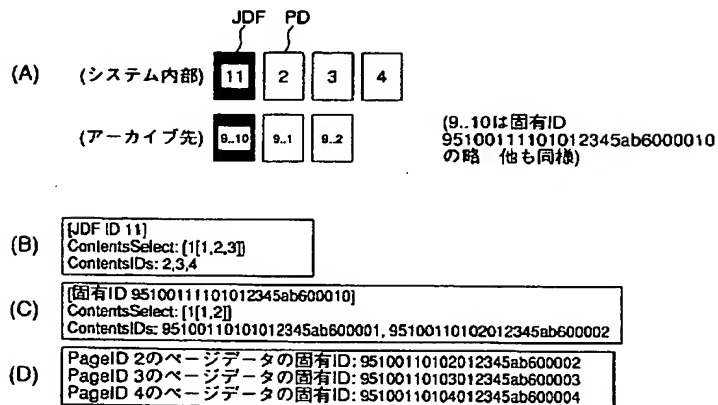 JDF PD
(A) (システム内部) 11 2 3 4
(アーカイブ先) 9..10 9..1 9..2
(9..10は固有ID
95100111101012345ab6000010
の略 他も同様)
(B) [JDF ID 11]
ContentsSelect: {1[1,2,3]}
ContentsIDs: 2,3,4
(C) [固有ID 95100111101012345ab600010]
ContentsSelect: [1[1,2]]
ContentsIDs: 95100110101012345ab600001, 95100110102012345ab600002
(D) PageID 2のページデータの固有ID: 95100110102012345ab600002
PageID 3のページデータの固有ID: 95100110103012345ab600003
PageID 4のページデータの固有ID: 95100110104012345ab600004